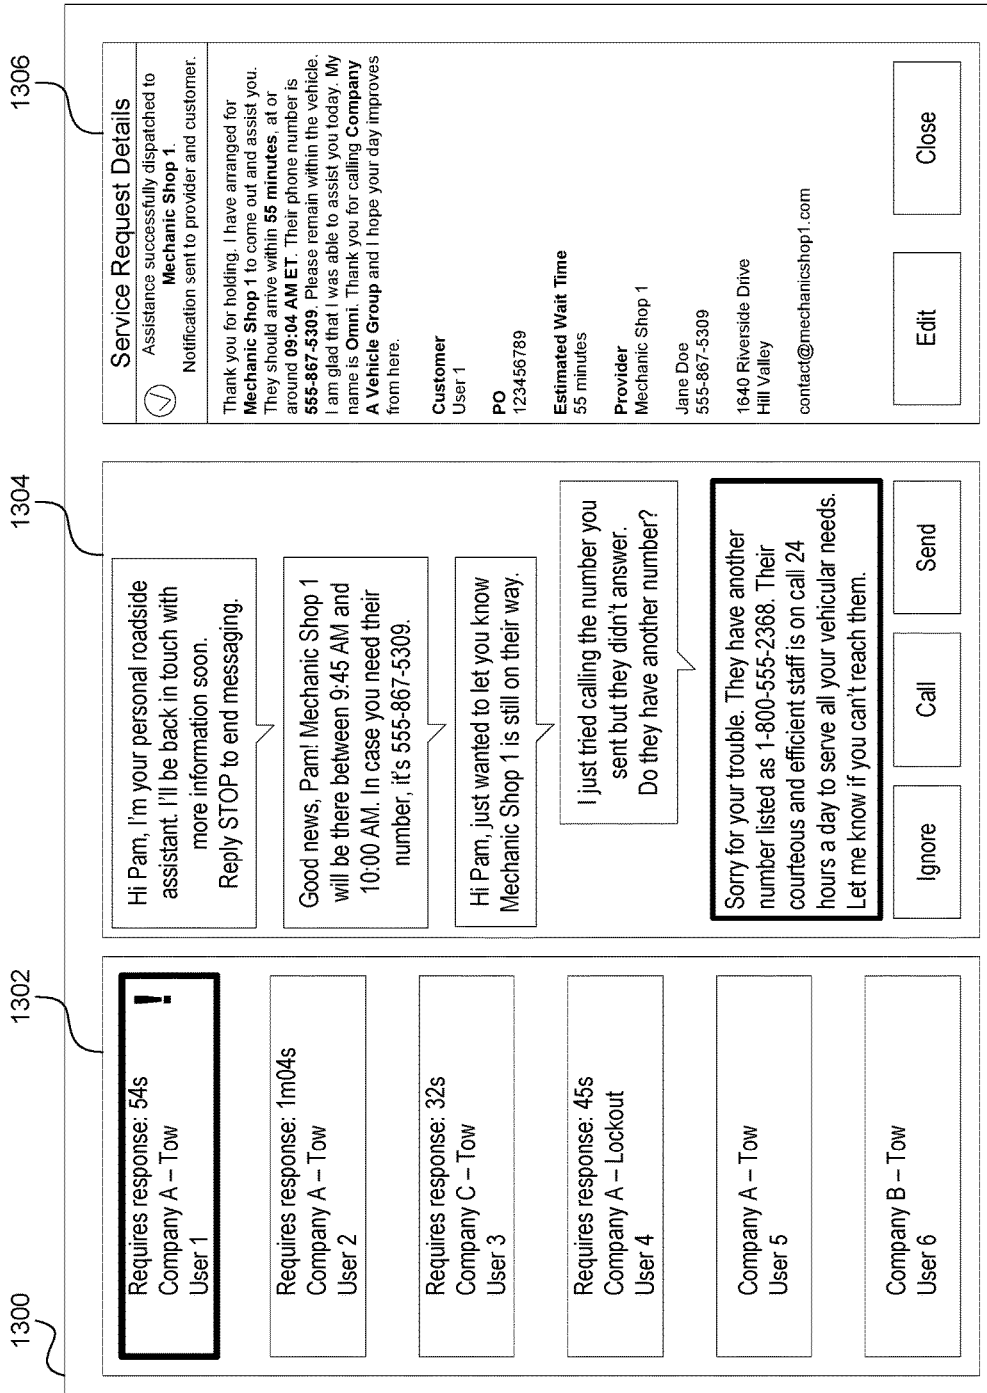 1300
1302
1304
1306
Requires response: 54s
Company A – Tow
User 1
!
Requires response: 1m04s
Company A – Tow
User 2
Requires response: 32s
Company C – Tow
User 3
Requires response: 45s
Company A – Lockout
User 4
Company A – Tow
User 5
Company B – Tow
User 6
Hi Pam, I'm your personal roadside
assistant. I'll be back in touch with
more information soon.
Reply STOP to end messaging.
Good news, Pam! Mechanic Shop 1
will be there between 9:45 AM and
10:00 AM. In case you need their
number, it's 555-867-5309.
Hi Pam, just wanted to let you know
Mechanic Shop 1 is still on their way.
I just tried calling the number you
sent but they didn't answer.
Do they have another number?
Sorry for your trouble. They have another
number listed as 1-800-555-2368. Their
courteous and efficient staff is on call 24
hours a day to serve all your vehicular needs.
Let me know if you can't reach them.
Ignore
Call
Send
Service Request Details
Assistance successfully dispatched to
Mechanic Shop 1.
Notification sent to provider and customer.
Thank you for holding. I have arranged for
Mechanic Shop 1 to come out and assist you.
They should arrive within 55 minutes, at or
around 09:04 AM ET. Their phone number is
555-867-5309. Please remain within the vehicle.
I am glad that I was able to assist you today. My
name is Omni. Thank you for calling Company
A Vehicle Group and I hope your day improves
from here.
Customer
User 1
PO
123456789
Estimated Wait Time
55 minutes
Provider
Mechanic Shop 1
Jane Doe
555-867-5309
1640 Riverside Drive
Hill Valley
contact@mechanicshop1.com
Edit
Close